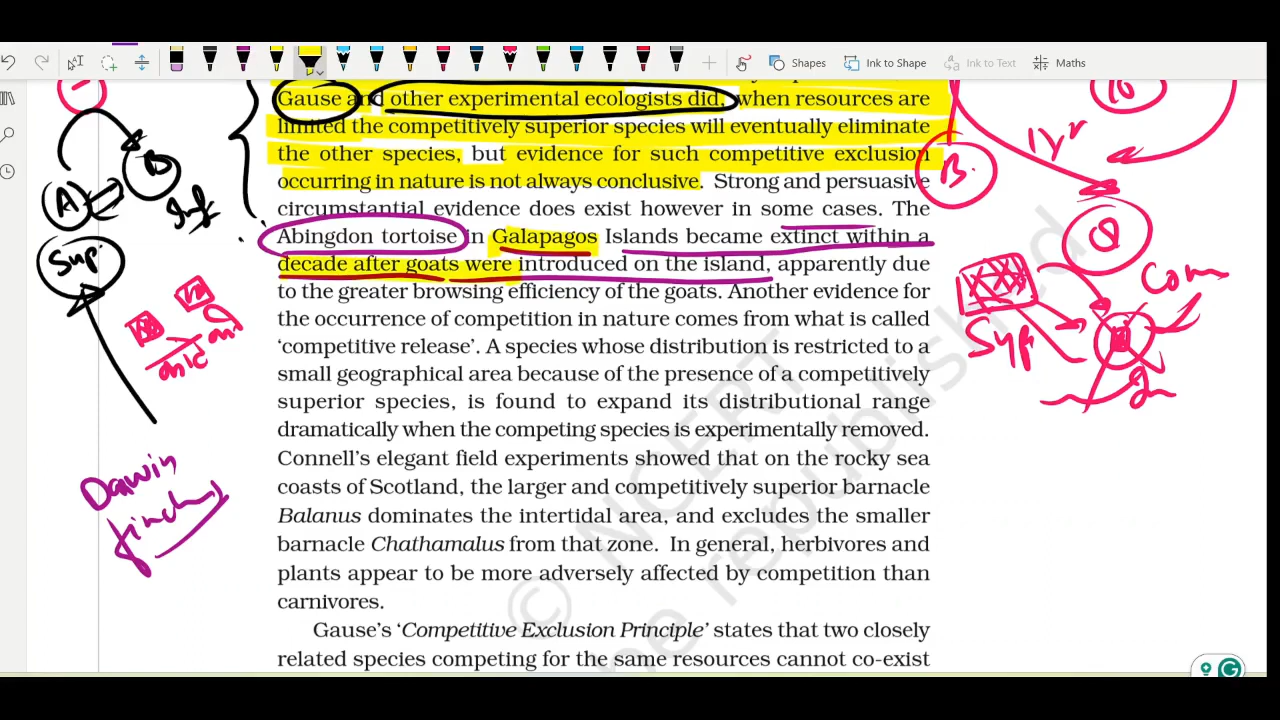 Shapes
Ink to Shape
Ink to Text
Maths
Gause and other experimental ecologists did, when resources are
limited the competitively superior species will eventually eliminate
the other species, but evidence for such competitive exclusion
occurring in nature is not always conclusive. Strong and persuasive
circumstantial evidence does exist however in some cases. The
Abingdon tortoise in Galapagos Islands became extinct within a
decade after goats were introduced on the island, apparently due
to the greater browsing efficiency of the goats. Another evidence for
the occurrence of competition in nature comes from what is called
‘competitive release’. A species whose distribution is restricted to a
small geographical area because of the presence of a competitively
superior species, is found to expand its distributional range
dramatically when the competing species is experimentally removed.
Connell’s elegant field experiments showed that on the rocky sea
coasts of Scotland, the larger and competitively superior barnacle
Balanus dominates the intertidal area, and excludes the smaller
barnacle Chathamalus from that zone. In general, herbivores and
plants appear to be more adversely affected by competition than
carnivores.
Gause’s ‘Competitive Exclusion Principle’ states that two closely
related species competing for the same resources cannot co-exist
A
Sup
Darwin
10
1yr
B
Sup
Com
© NCERT
be republished